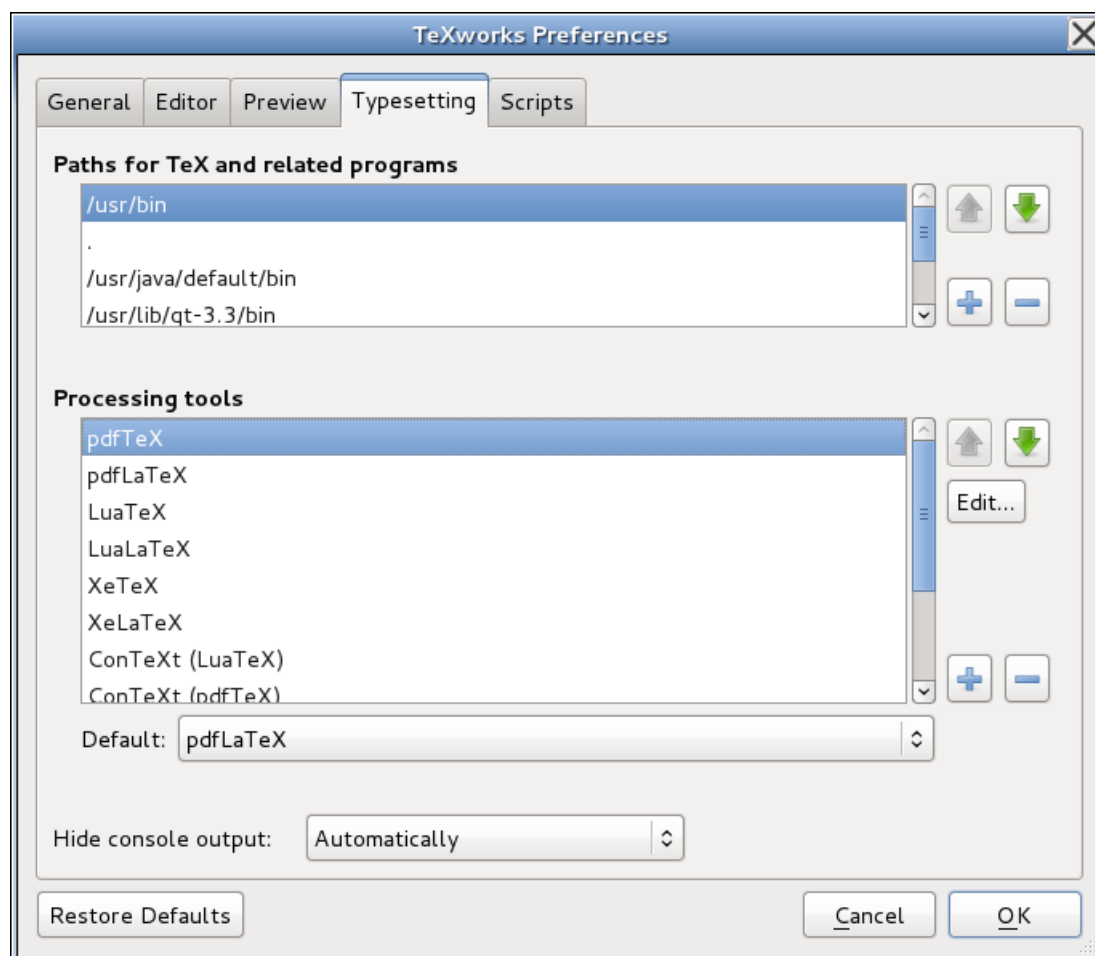 TeXworks Preferences
General Editor Preview Typesetting Scripts
Paths for TeX and related programs
/usr/bin
.
/usr/java/default/bin
/usr/lib/qt-3.3/bin
Processing tools
pdfTeX
pdfLaTeX
LuaTeX
Edit...
LuaLaTeX
XeTeX
XeLaTeX
ConTeXt (LuaTeX)
ConTeXt (pdfTeX)
Default: pdfLaTeX
Hide console output: Automatically
Restore Defaults Cancel OK